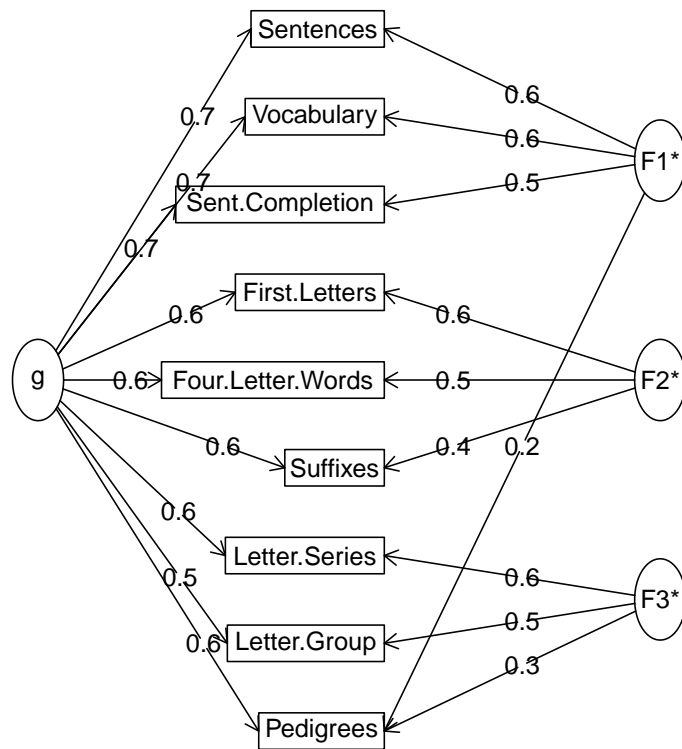 Sentences
0.6
0.7
Vocabulary
0.6
F1*
0.7
Sent.Completion
0.5
0.7
First.Letters
0.6
0.6
g
0.6
Four.Letter.Words
0.5
F2*
0.6
Suffixes
0.4
0.2
0.6
Letter.Series
0.6
0.5
F3*
0.6
Letter.Group
0.5
0.3
Pedigrees